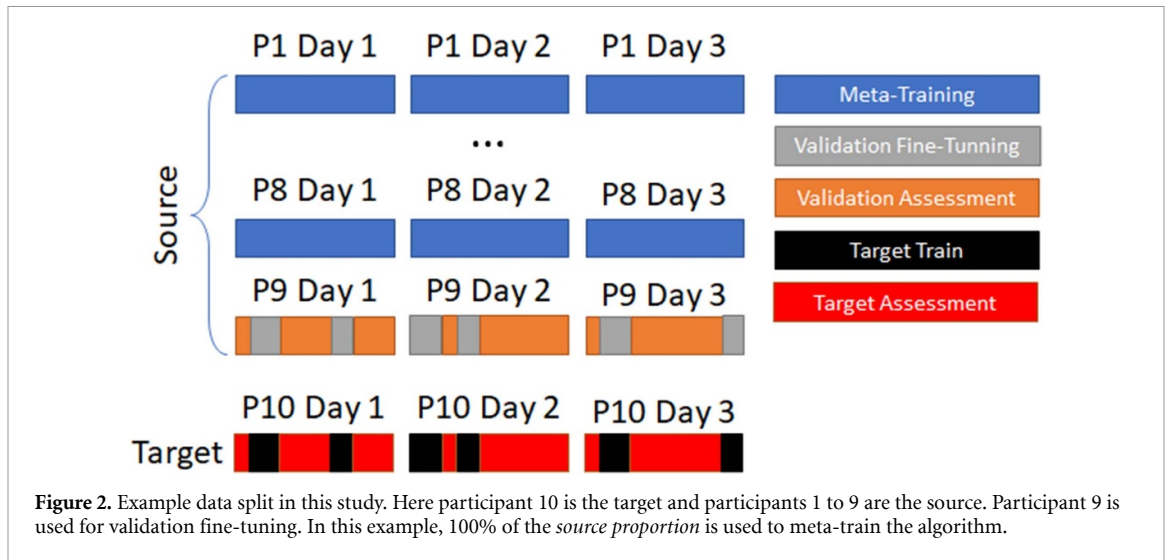 P1 Day 1 P1 Day 2 P1 Day 3
Meta-Training
...
Validation Fine-Tunning
Source
P8 Day 1 P8 Day 2 P8 Day 3
Validation Assessment
Target Train
P9 Day 1 P9 Day 2 P9 Day 3
Target Assessment
P10 Day 1 P10 Day 2 P10 Day 3
Target
Figure 2. Example data split in this study. Here participant 10 is the target and participants 1 to 9 are the source. Participant 9 is
used for validation fine-tuning. In this example, 100% of the source proportion is used to meta-train the algorithm.